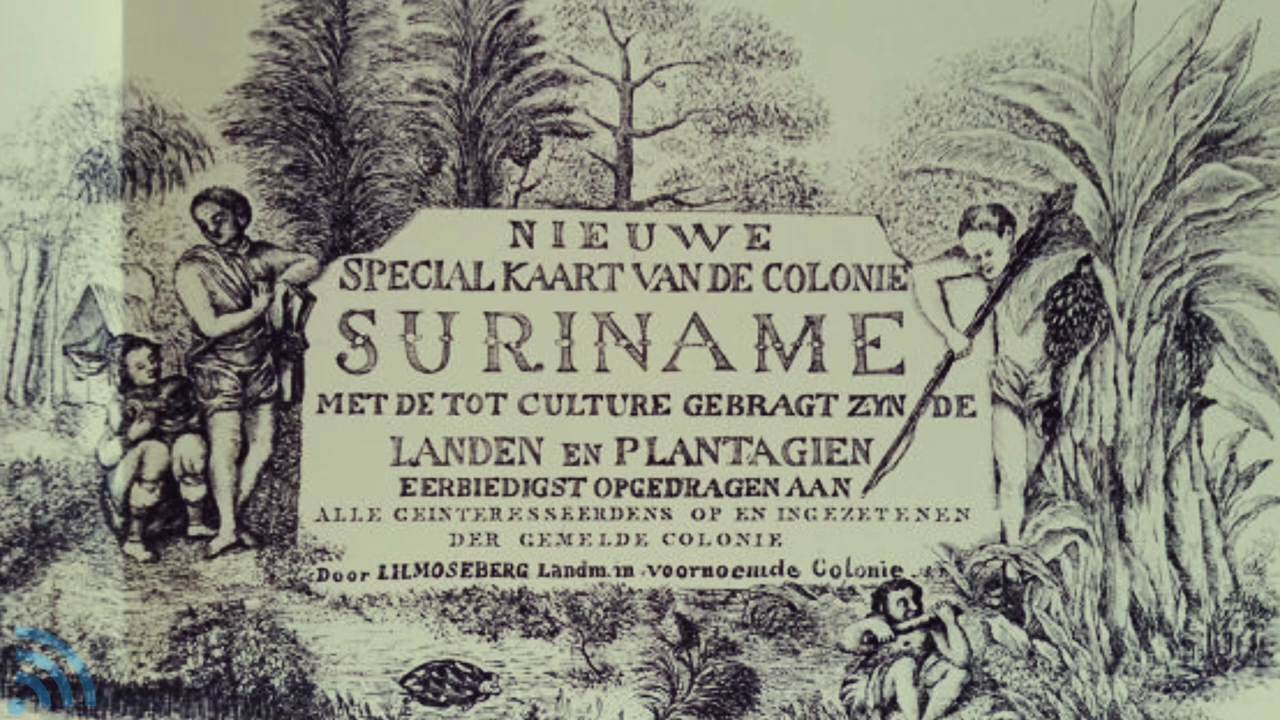 NIEUWE
SPECIAL KAART VAN DE COLONIE
SURINAME
MET DE TOT CULTURE GEBRAGT ZYN DE
LANDEN EN PLANTAGIEN
EERBIEDIGST OPGEDRAGEN AAN
ALLE GEINTERESSEERDENS OP EN INGEZETENEN
DER GEMELDE COLONIE
Door I.H.MOSEBERG Landm.in voornoemde Colonie.